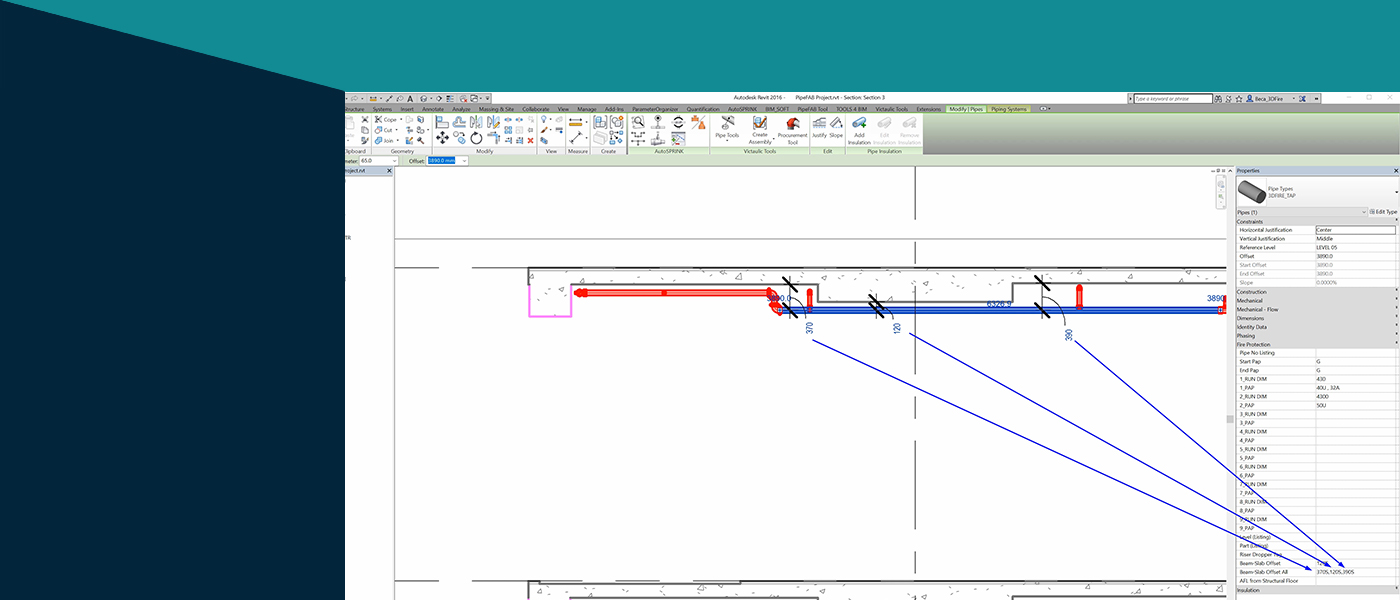 Autodesk Revit 2016 - PipeFAB Project.rvt - Section: Section 3
Type a keyword or phrase
Beca_3DFire
Structure Systems Insert Annotate Analyze Massing & Site Collaborate View Manage Add-Ins ParameterOrganizer Quantification AutoSPRINK BIM_SOFT PipeFAB Tool TOOLS 4 BIM Victaulic Tools Extensions Modify | Pipes Piping Systems
Cope
Cut
Join
Pipe Tools
Create Assembly
Procurement Tool
Justify
Slope
Add Insulation
Edit Insulation
Remove Insulation
Clipboard Geometry Modify View Measure Create AutoSPRINK Victaulic Tools Edit Pipe Insulation
meter: 65.0
Offset: 3890.0 mm
roject.rvt
TR
3890.0
6326.9
3890
370
120
390
Properties
Pipe Types
3DFIRE_TAP
Pipes (1)
Edit Type
Constraints
Horizontal Justification Center
Vertical Justification Middle
Reference Level LEVEL 05
Offset 3890.0
Start Offset 3890.0
End Offset 3890.0
Slope 0.0000%
Construction
Mechanical
Mechanical - Flow
Dimensions
Identity Data
Phasing
Fire Protection
Pipe No Listing
Start Pap G
End Pap G
1_RUN DIM 430
1_PAP 40U , 32A
2_RUN DIM 4300
2_PAP 50U
3_RUN DIM
3_PAP
4_RUN DIM
4_PAP
5_RUN DIM
5_PAP
6_RUN DIM
6_PAP
7_RUN DIM
7_PAP
8_RUN DIM
8_PAP
9_RUN DIM
9_PAP
Level (Listing)
Part (Listing)
Riser Dropper
Beam-Slab Offset
Beam-Slab Offset All 370S,120S,390S
AFL from Structural Floor
Insulation